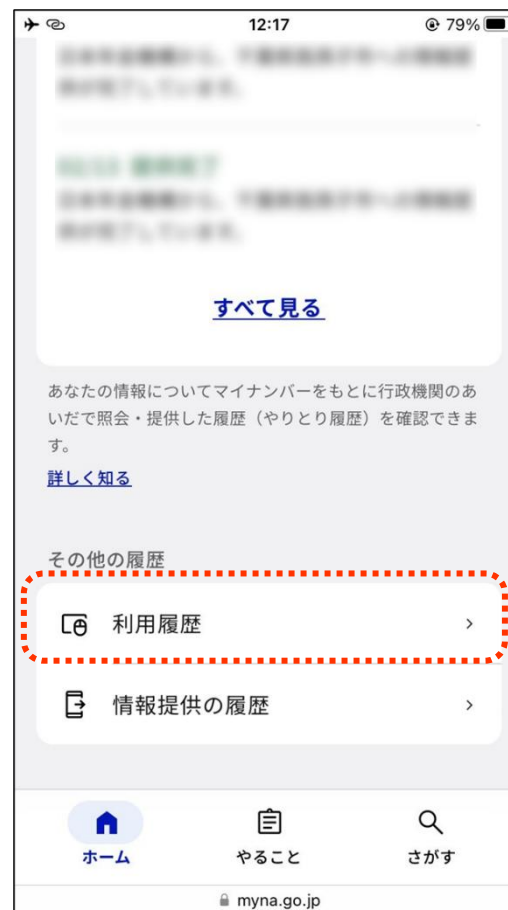 12:17
79%
すべて見る
あなたの情報についてマイナンバーをもとに行政機関のあ
いだで照会・提供した履歴（やりとり履歴）を確認できま
す。
詳しく知る
その他の履歴
利用履歴
情報提供の履歴
ホーム
やること
さがす
myna.go.jp